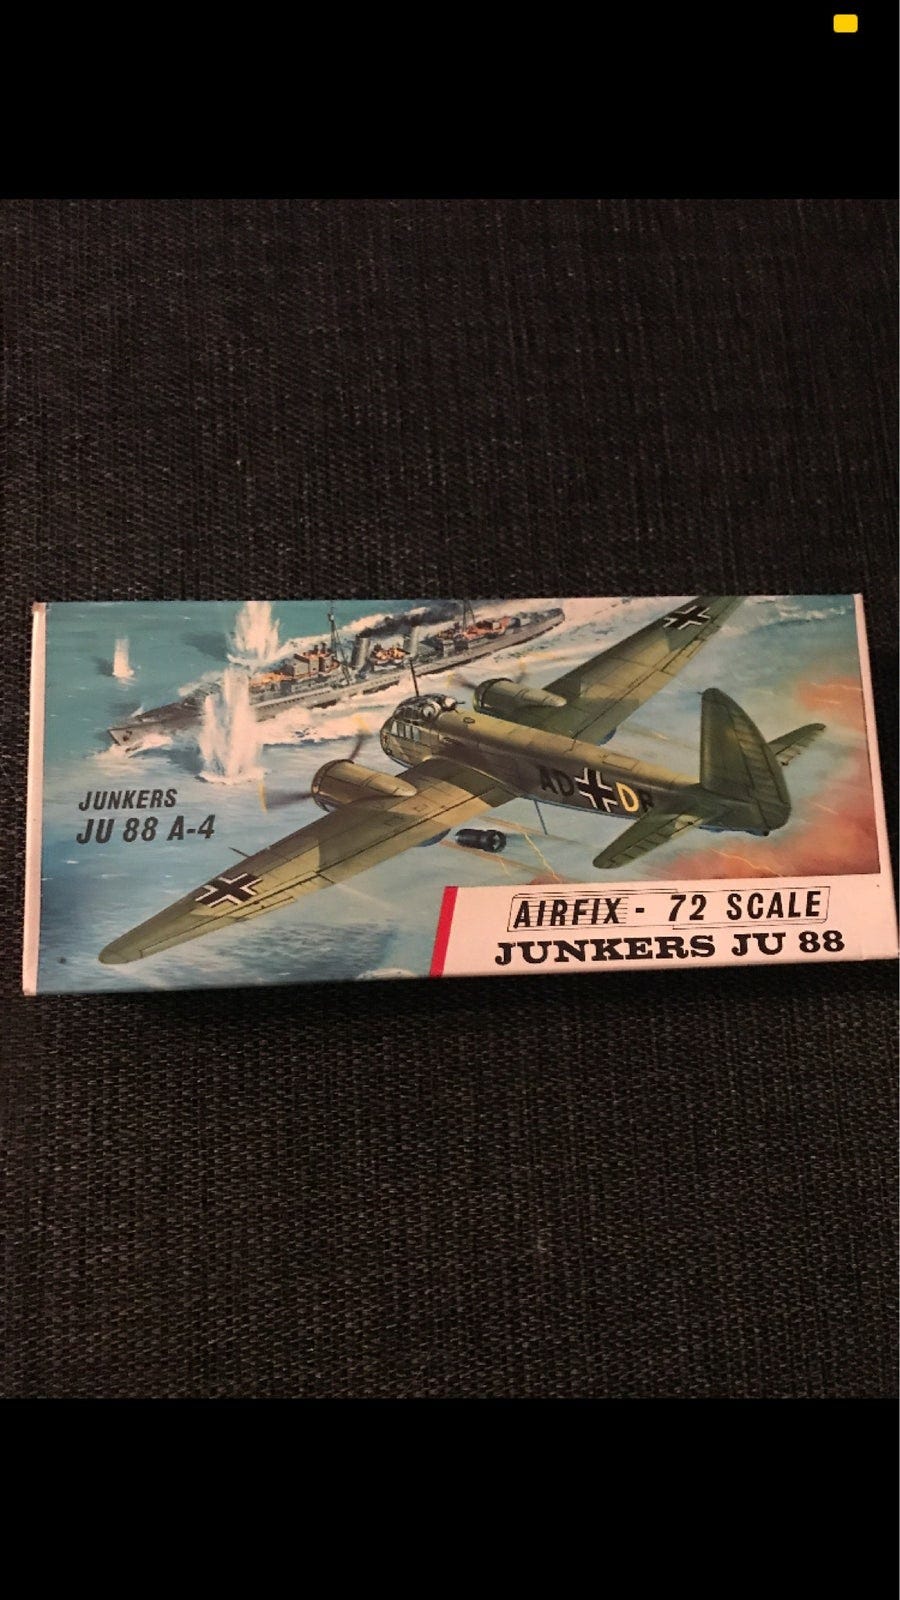 JUNKERS
JU 88 A-4
AD DR
AIRFIX - 72 SCALE
JUNKERS JU 88